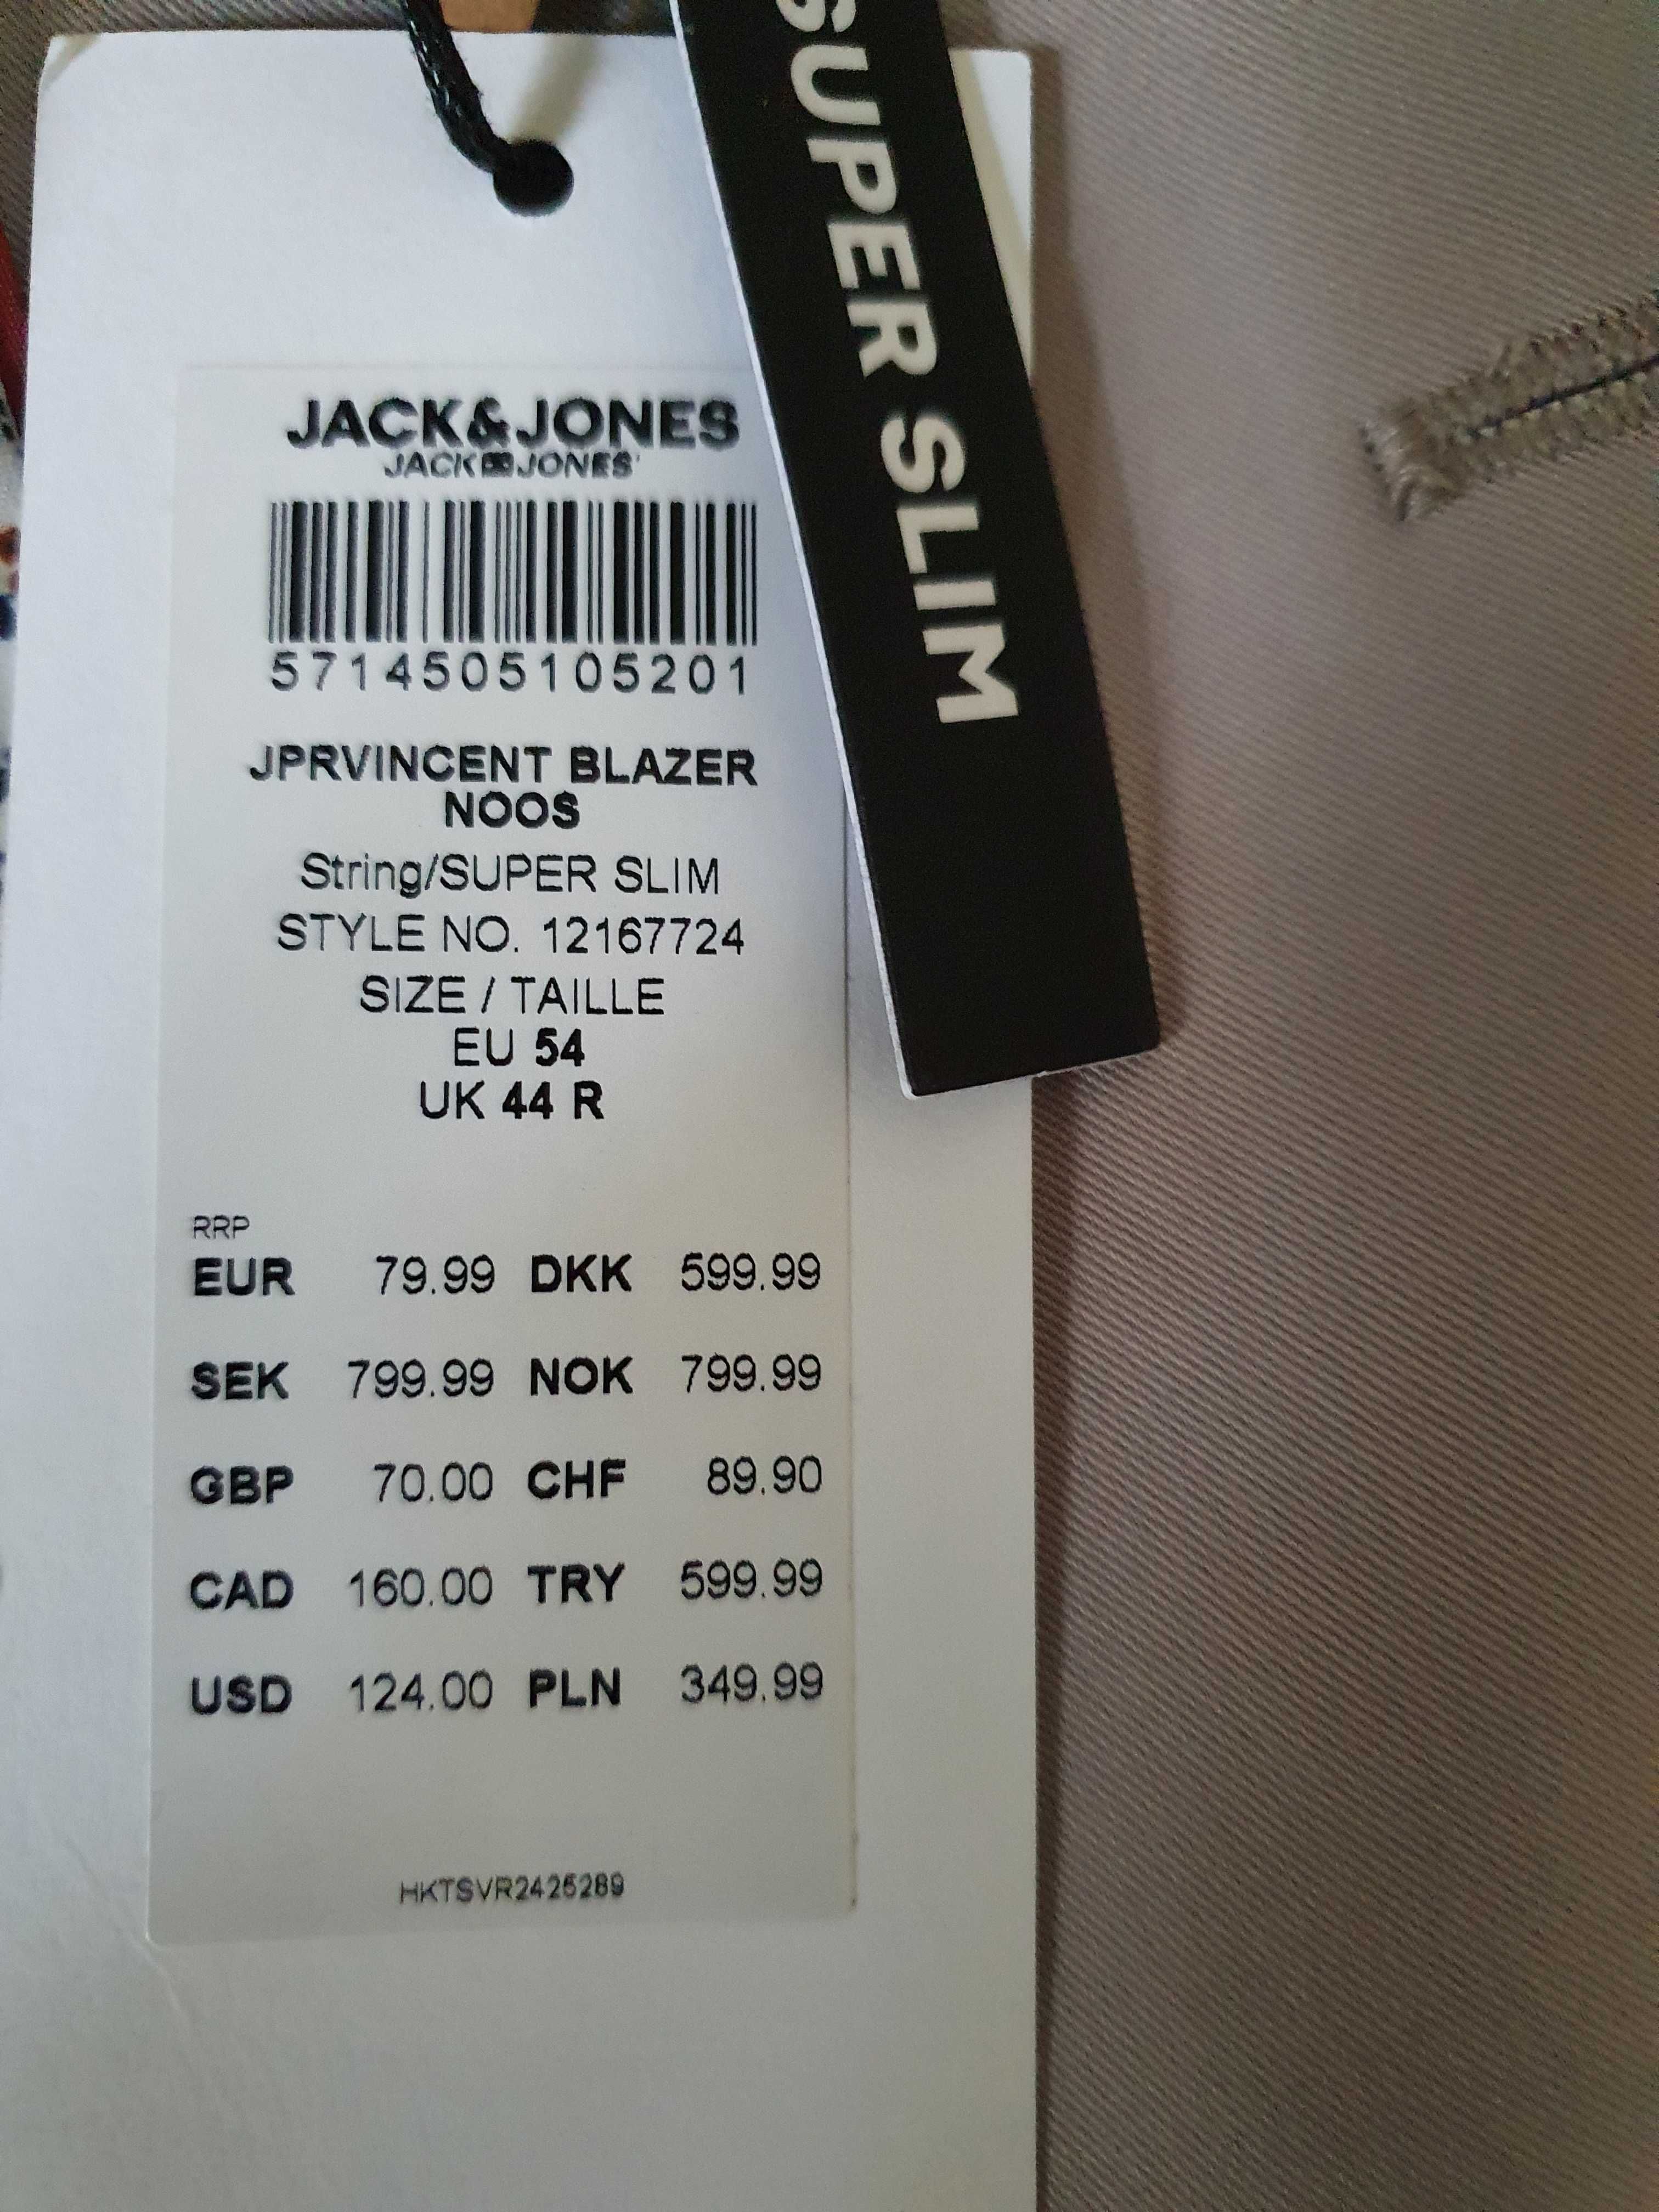 SUPER SLIM
JACK&JONES
JACK JONES
5714505105201
JPRVINCENT BLAZER
NOOS
String/SUPER SLIM
STYLE NO. 12167724
SIZE / TAILLE
EU 54
UK 44 R
RRP
EUR 79.99 DKK 599.99
SEK 799.99 NOK 799.99
GBP 70.00 CHF 89.90
CAD 160.00 TRY 599.99
USD 124.00 PLN 349.99
HKTSVR2425289